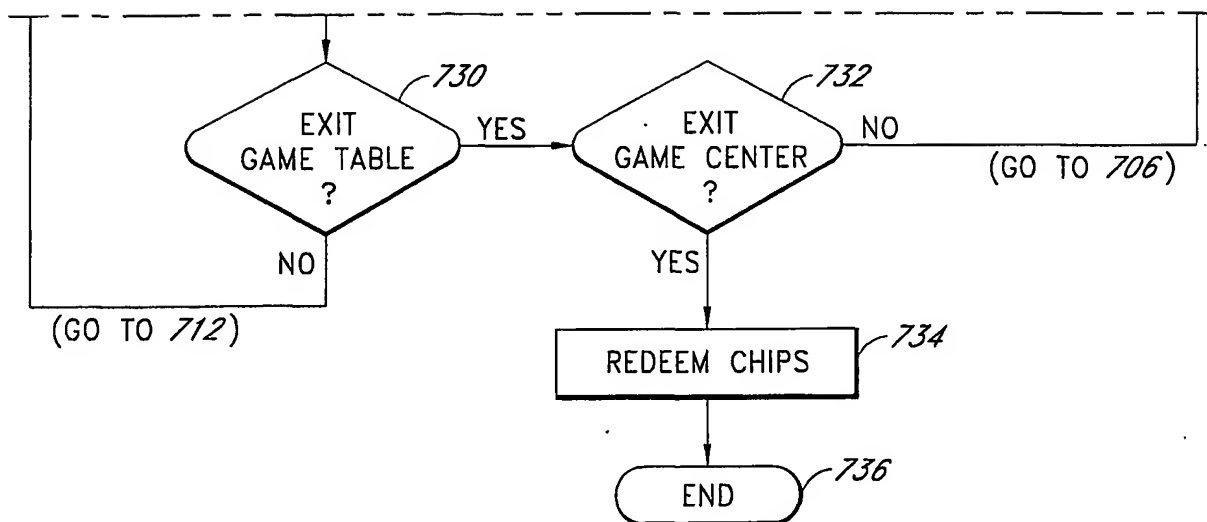 730
732
EXIT
GAME TABLE
?
YES
EXIT
GAME CENTER
?
NO
(GO TO 706)
NO
(GO TO 712)
YES
REDEEM CHIPS
734
END
736